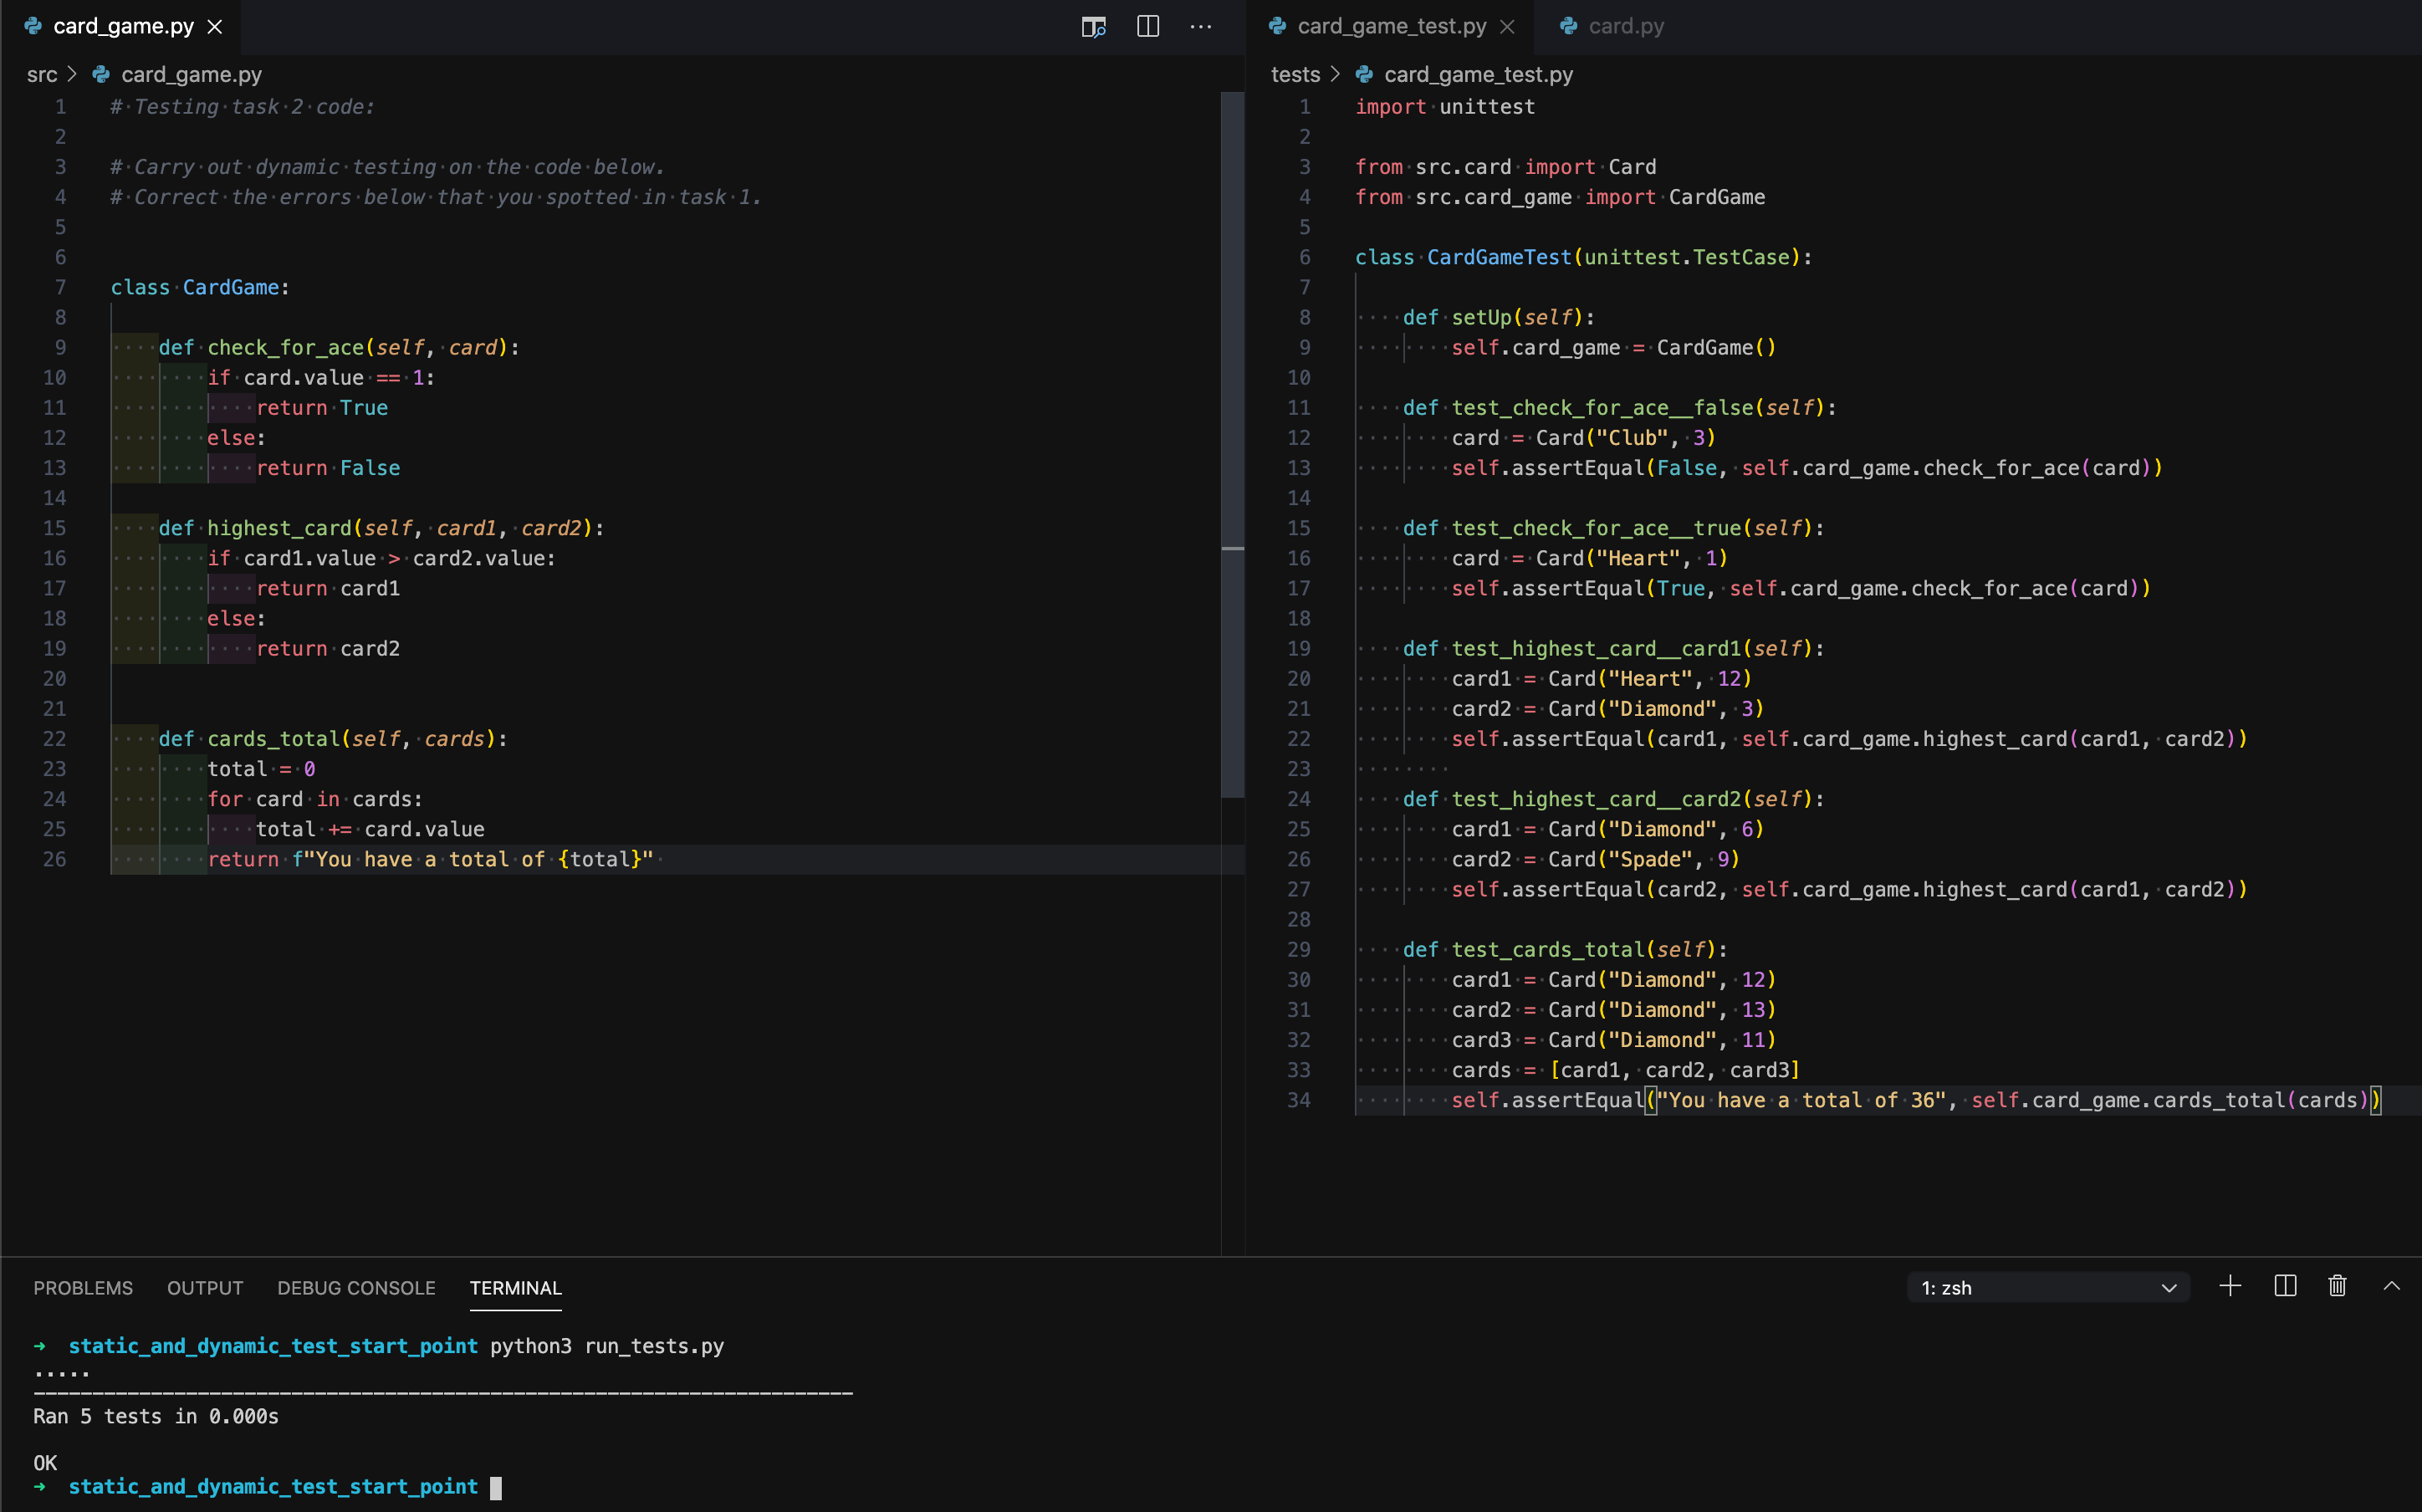 card_game.py
src > card_game.py
1 # Testing task 2 code:
2
3 # Carry out dynamic testing on the code below.
4 # Correct the errors below that you spotted in task 1.
5
6
7 class CardGame:
8
9     def check_for_ace(self, card):
10         if card.value == 1:
11             return True
12         else:
13             return False
14
15     def highest_card(self, card1, card2):
16         if card1.value > card2.value:
17             return card1
18         else:
19             return card2
20
21
22     def cards_total(self, cards):
23         total = 0
24         for card in cards:
25             total += card.value
26         return f"You have a total of {total}"
card_game_test.py card.py
tests > card_game_test.py
1 import unittest
2
3 from src.card import Card
4 from src.card_game import CardGame
5
6 class CardGameTest(unittest.TestCase):
7
8     def setUp(self):
9         self.card_game = CardGame()
10
11     def test_check_for_ace__false(self):
12         card = Card("Club", 3)
13         self.assertEqual(False, self.card_game.check_for_ace(card))
14
15     def test_check_for_ace__true(self):
16         card = Card("Heart", 1)
17         self.assertEqual(True, self.card_game.check_for_ace(card))
18
19     def test_highest_card__card1(self):
20         card1 = Card("Heart", 12)
21         card2 = Card("Diamond", 3)
22         self.assertEqual(card1, self.card_game.highest_card(card1, card2))
23
24     def test_highest_card__card2(self):
25         card1 = Card("Diamond", 6)
26         card2 = Card("Spade", 9)
27         self.assertEqual(card2, self.card_game.highest_card(card1, card2))
28
29     def test_cards_total(self):
30         card1 = Card("Diamond", 12)
31         card2 = Card("Diamond", 13)
32         card3 = Card("Diamond", 11)
33         cards = [card1, card2, card3]
34         self.assertEqual("You have a total of 36", self.card_game.cards_total(cards))
PROBLEMS OUTPUT DEBUG CONSOLE TERMINAL 1: zsh
→ static_and_dynamic_test_start_point python3 run_tests.py
.....
----------------------------------------------------------------------
Ran 5 tests in 0.000s

OK
→ static_and_dynamic_test_start_point